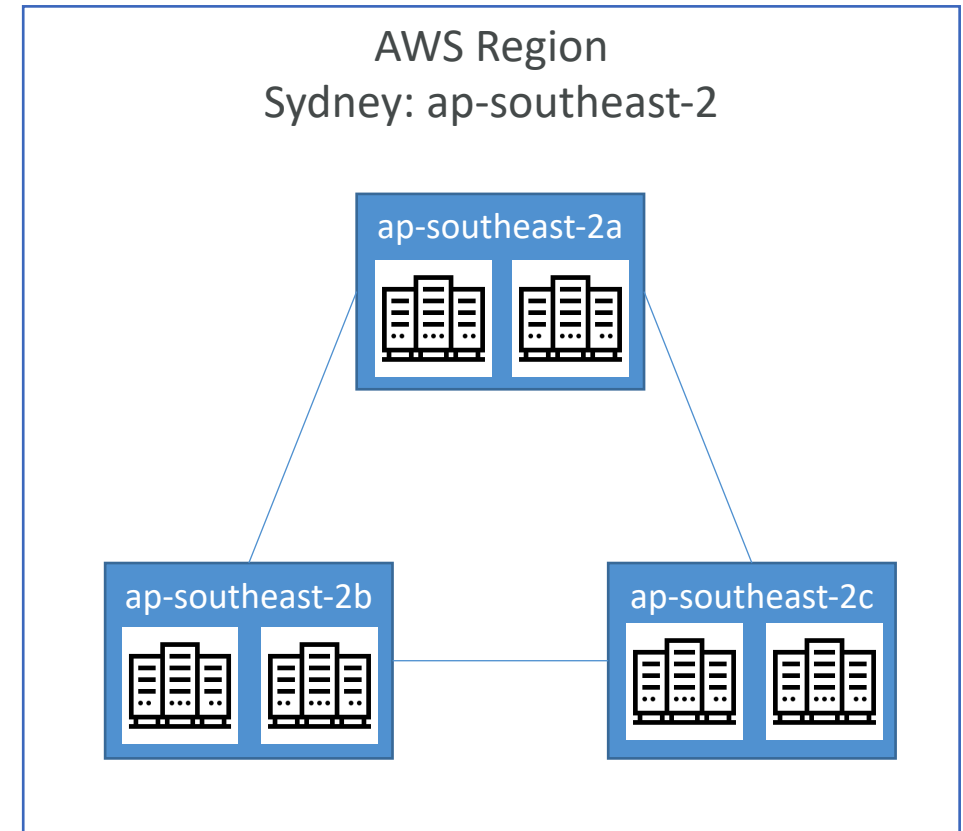 AWS Region
Sydney: ap-southeast-2
ap-southeast-2a
ap-southeast-2b
ap-southeast-2c